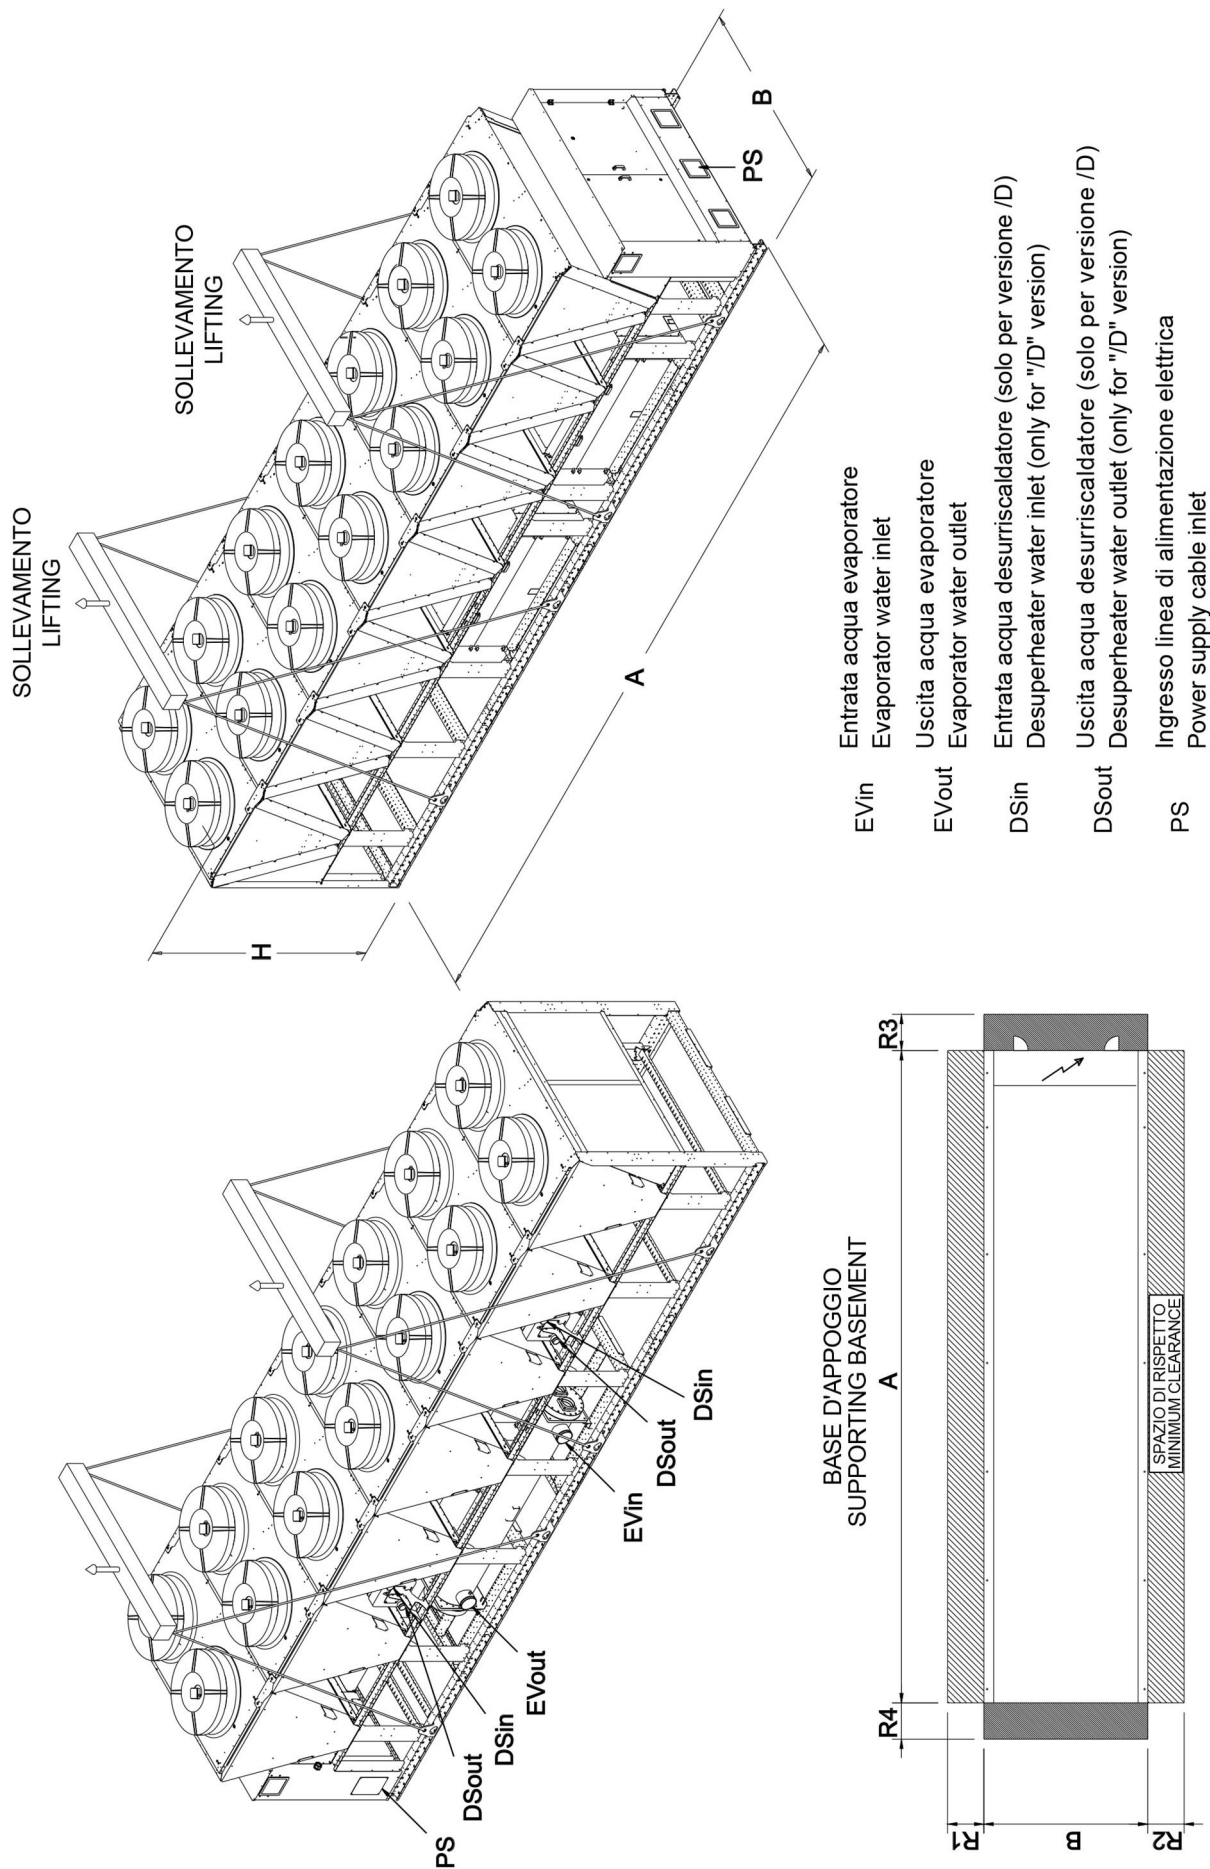 SOLLEVAMENTO
LIFTING
SOLLEVAMENTO
LIFTING
H
A
B
PS
PS
DSout
DSin
EVout
EVin
DSout
DSin
EVin
Entrata acqua evaporatore
Evaporator water inlet
EVout
Uscita acqua evaporatore
Evaporator water outlet
DSin
Entrata acqua desurriscaldatore (solo per versione /D)
Desuperheater water inlet (only for "/D" version)
DSout
Uscita acqua desurriscaldatore (solo per versione /D)
Desuperheater water outlet (only for "/D" version)
PS
Ingresso linea di alimentazione elettrica
Power supply cable inlet
BASE D'APPOGGIO
SUPPORTING BASEMENT
R4
A
R3
R1
B
R2
SPAZIO DI RISPETTO
MINIMUM CLEARANCE